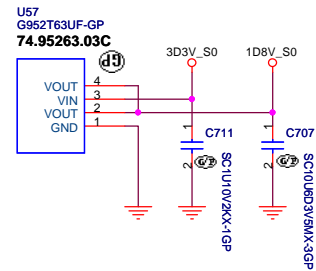 U57
G952T63UF-GP
74.95263.03C
GP
3D3V_S0
1D8V_S0
VOUT 4
VIN 3
VOUT 2
GND 1
1
C711
2
G/P
SC1U10V2KX-1GP
1
C707
2
G/P
SC10U6D3V5MX-3GP